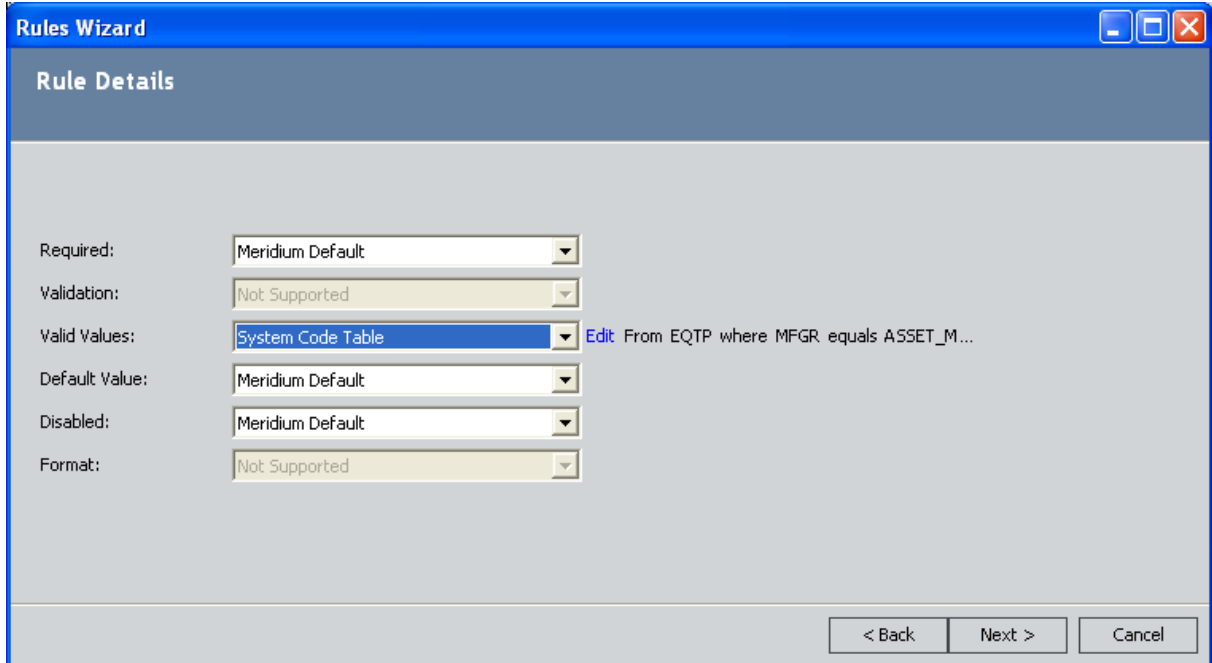 Rules Wizard
Rule Details
Required: Meridium Default
Validation: Not Supported
Valid Values: System Code Table Edit From EQTP where MFGR equals ASSET_M...
Default Value: Meridium Default
Disabled: Meridium Default
Format: Not Supported
< Back Next > Cancel